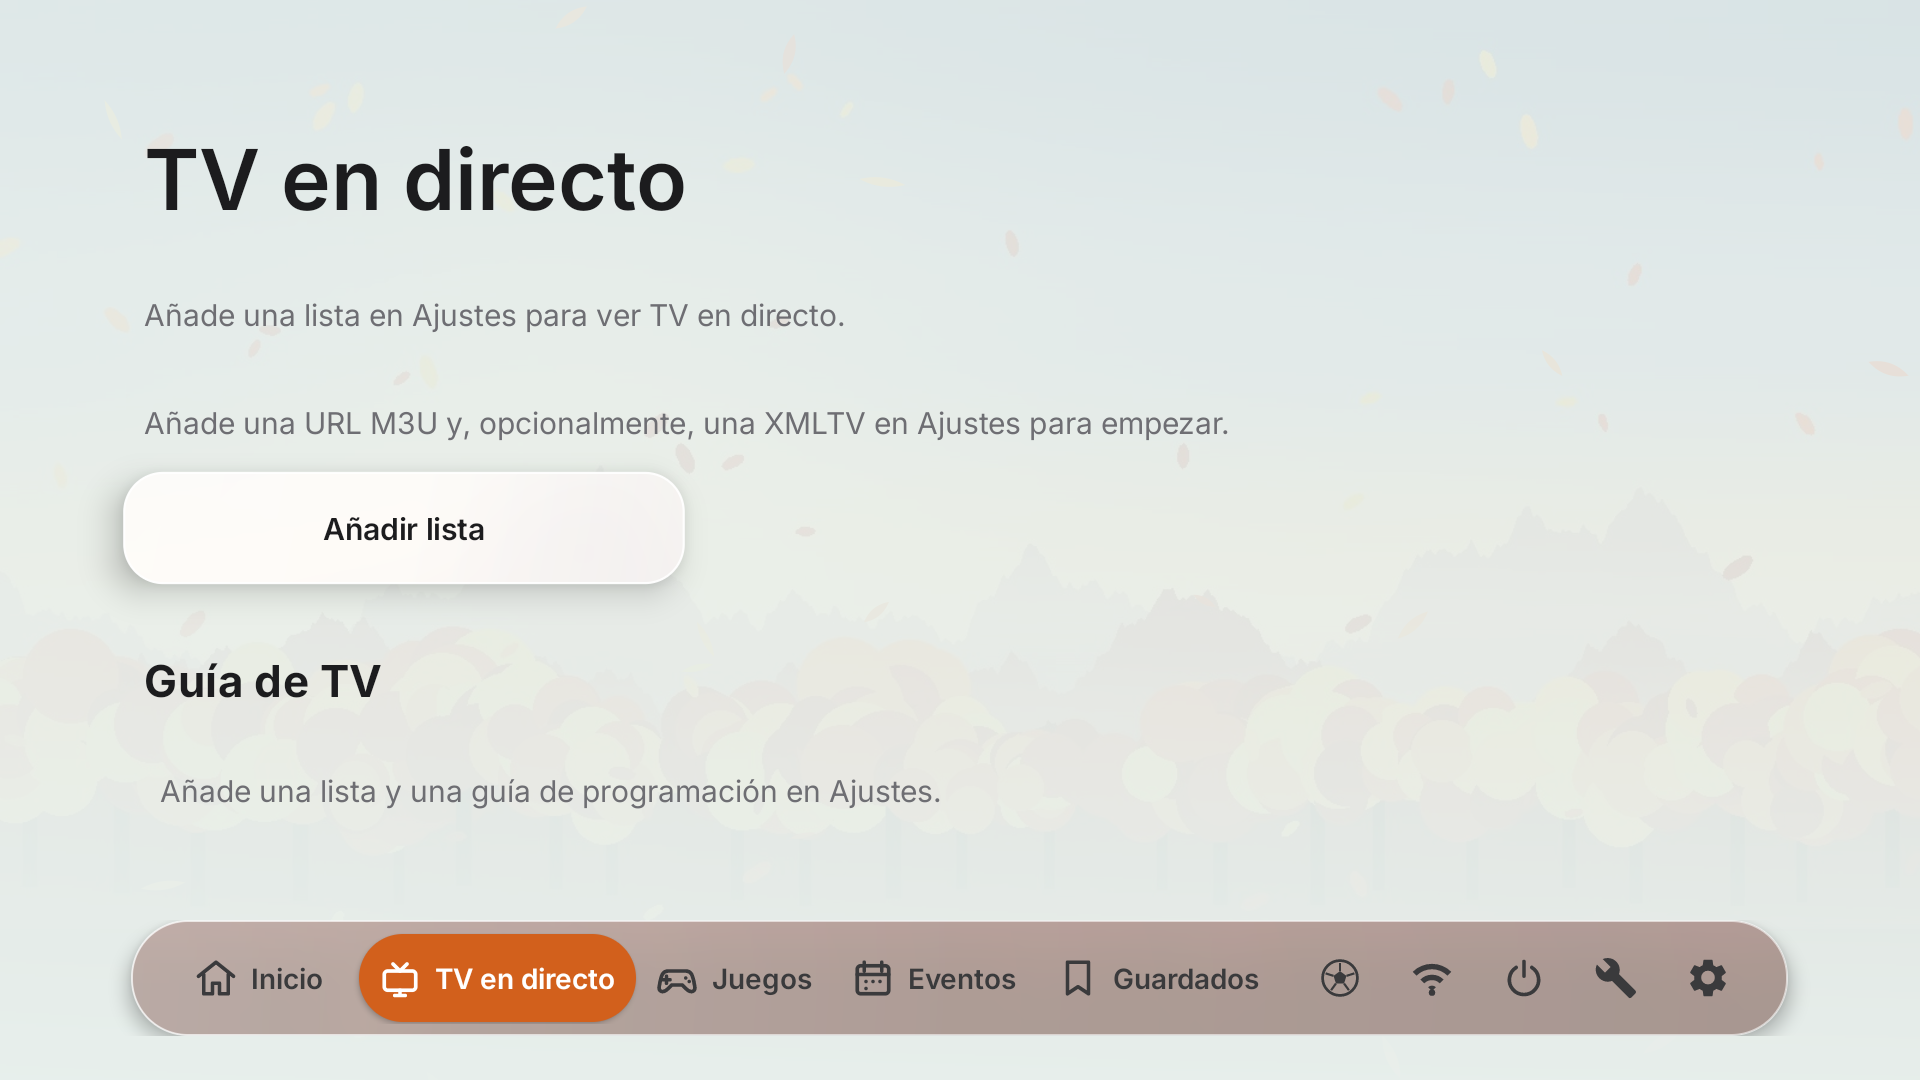 TV en directo
Añade una lista en Ajustes para ver TV en directo.
Añade una URL M3U y, opcionalmente, una XMLTV en Ajustes para empezar.
Añadir lista
Guía de TV
Añade una lista y una guía de programación en Ajustes.
Inicio TV en directo Juegos Eventos Guardados